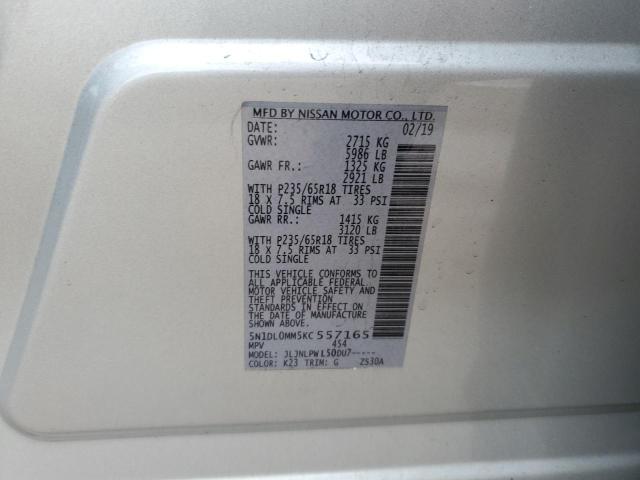 MFD BY NISSAN MOTOR CO., LTD.
DATE: 02/19
GVWR: 2715 KG
5986 LB
GAWR FR.: 1325 KG
2921 LB
WITH P235/65R18 TIRES
18 X 7.5 RIMS AT 33 PSI
COLD SINGLE
GAWR RR.: 1415 KG
3120 LB
WITH P235/65R18 TIRES
18 X 7.5 RIMS AT 33 PSI
COLD SINGLE
THIS VEHICLE CONFORMS TO
ALL APPLICABLE FEDERAL
MOTOR VEHICLE SAFETY AND
THEFT PREVENTION
STANDARDS IN EFFECT ON
THE DATE OF MANUFACTURE
SHOWN ABOVE.
5N1DL0MM5KC557165
MPV 454
MODEL: JLJNLPWL50DU7-----
COLOR: K23 TRIM: G ZS30A